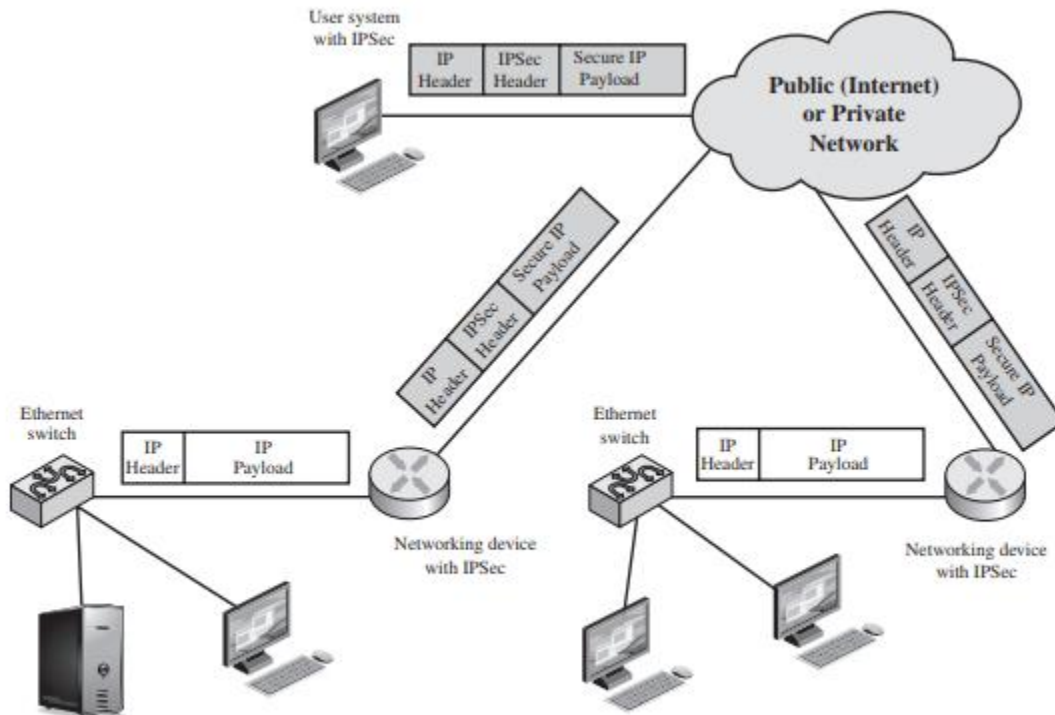 User system
with IPSec
IP
Header
IPSec
Header
Secure IP
Payload
Public (Internet)
or Private
Network
IP
Header
IPSec
Header
Secure IP
Payload
IP
Header
IPSec
Header
Secure IP
Payload
Ethernet
switch
IP
Header
IP
Payload
Networking device
with IPSec
Ethernet
switch
IP
Header
IP
Payload
Networking device
with IPSec